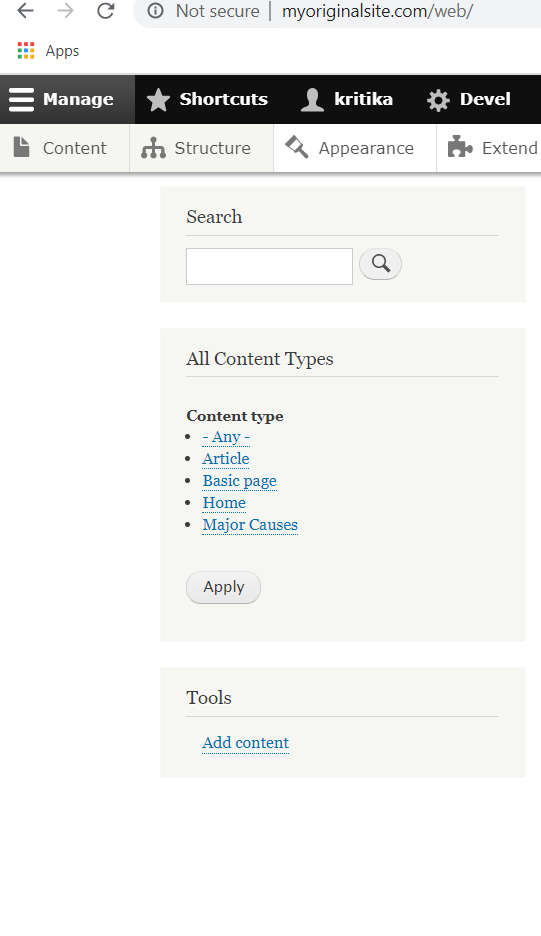 Not secure | myoriginalsite.com/web/
Apps
Manage Shortcuts kritika Devel
Content Structure Appearance Extend
Search
All Content Types
Content type
- Any -
Article
Basic page
Home
Major Causes
Apply
Tools
Add content